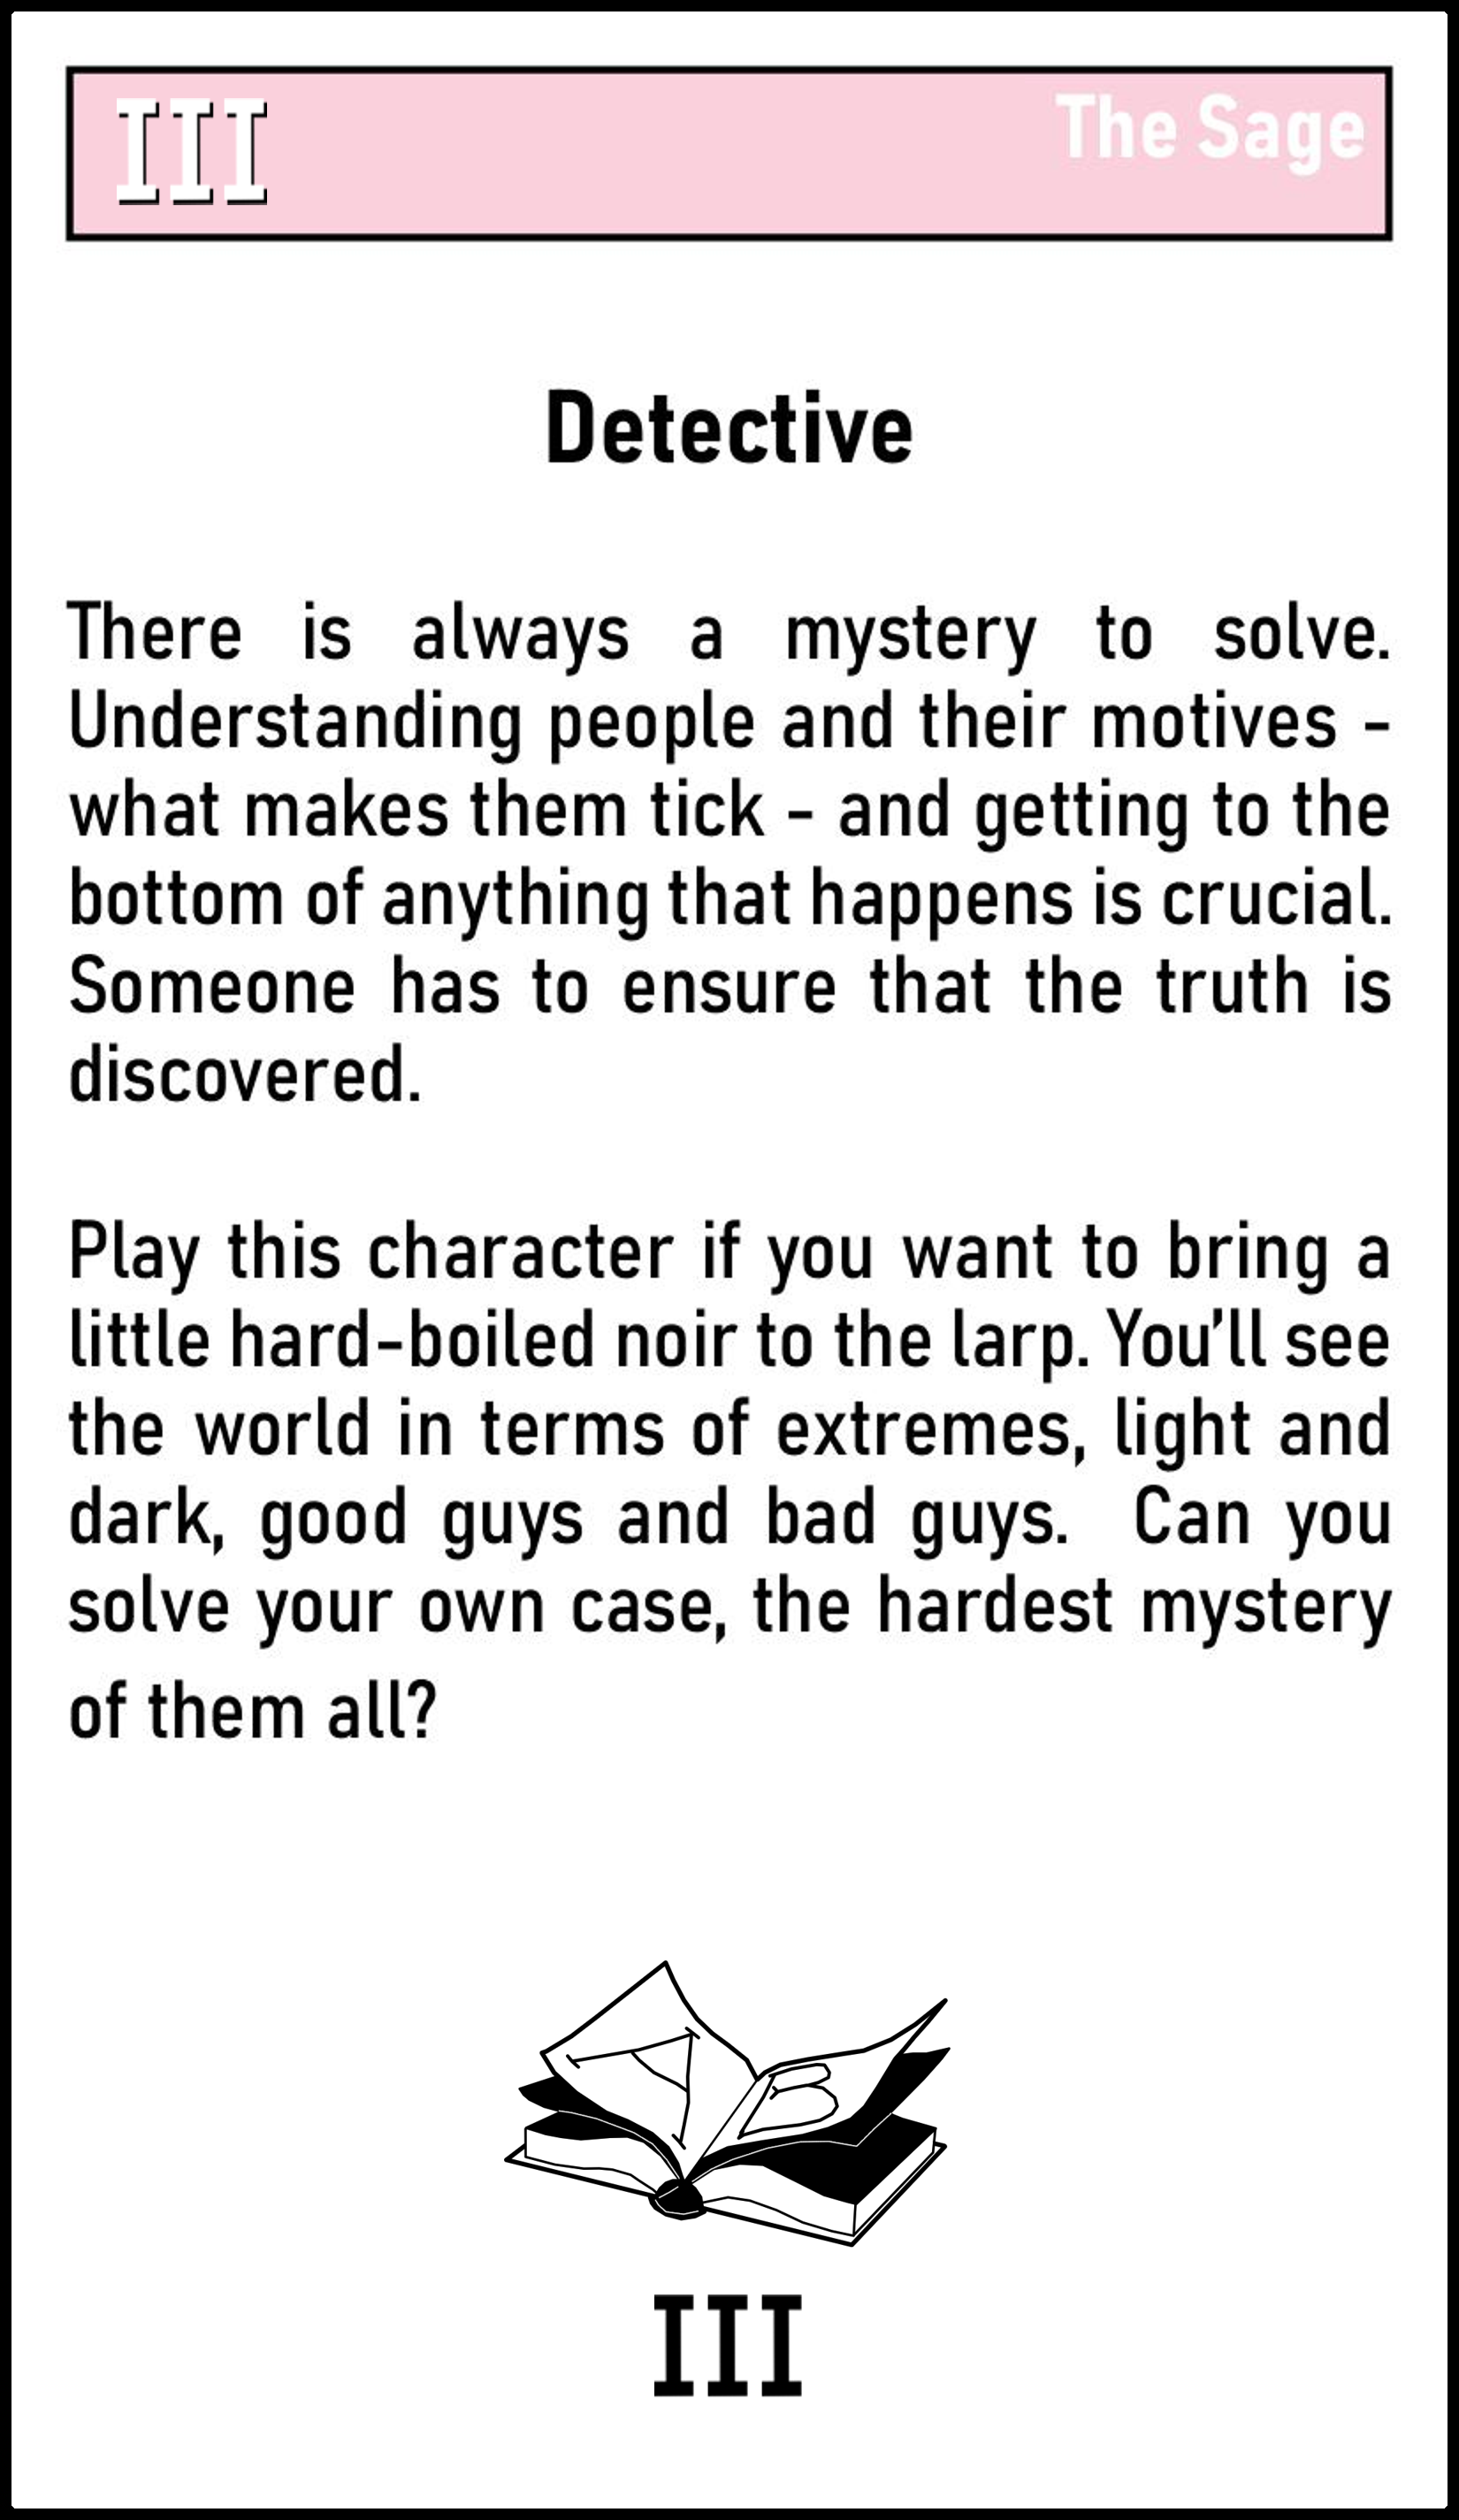 III
The Sage
Detective
There is always a mystery to solve.
Understanding people and their motives -
what makes them tick - and getting to the
bottom of anything that happens is crucial.
Someone has to ensure that the truth is
discovered.
Play this character if you want to bring a
little hard-boiled noir to the larp. You'll see
the world in terms of extremes, light and
dark, good guys and bad guys.  Can you
solve your own case, the hardest mystery
of them all?
A B
III